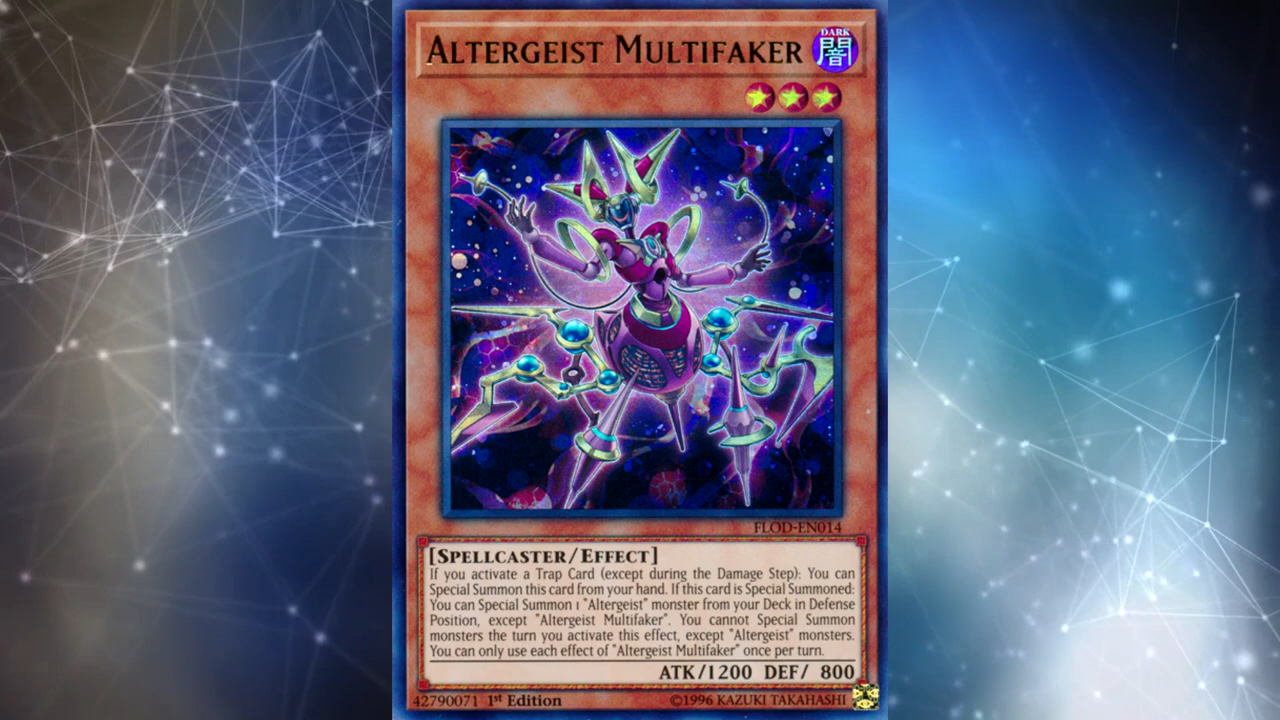 ALTERGEIST MULTIFAKER
DARK
闇
FLOD-EN014
[SPELLCASTER/EFFECT]
If you activate a Trap Card (except during the Damage Step): You can
Special Summon this card from your hand. If this card is Special Summoned:
You can Special Summon 1 "Altergeist" monster from your Deck in Defense
Position, except "Altergeist Multifaker". You cannot Special Summon
monsters the turn you activate this effect, except "Altergeist" monsters.
You can only use each effect of "Altergeist Multifaker" once per turn.
ATK/1200 DEF/ 800
42790071 1st Edition ©1996 KAZUKI TAKAHASHI